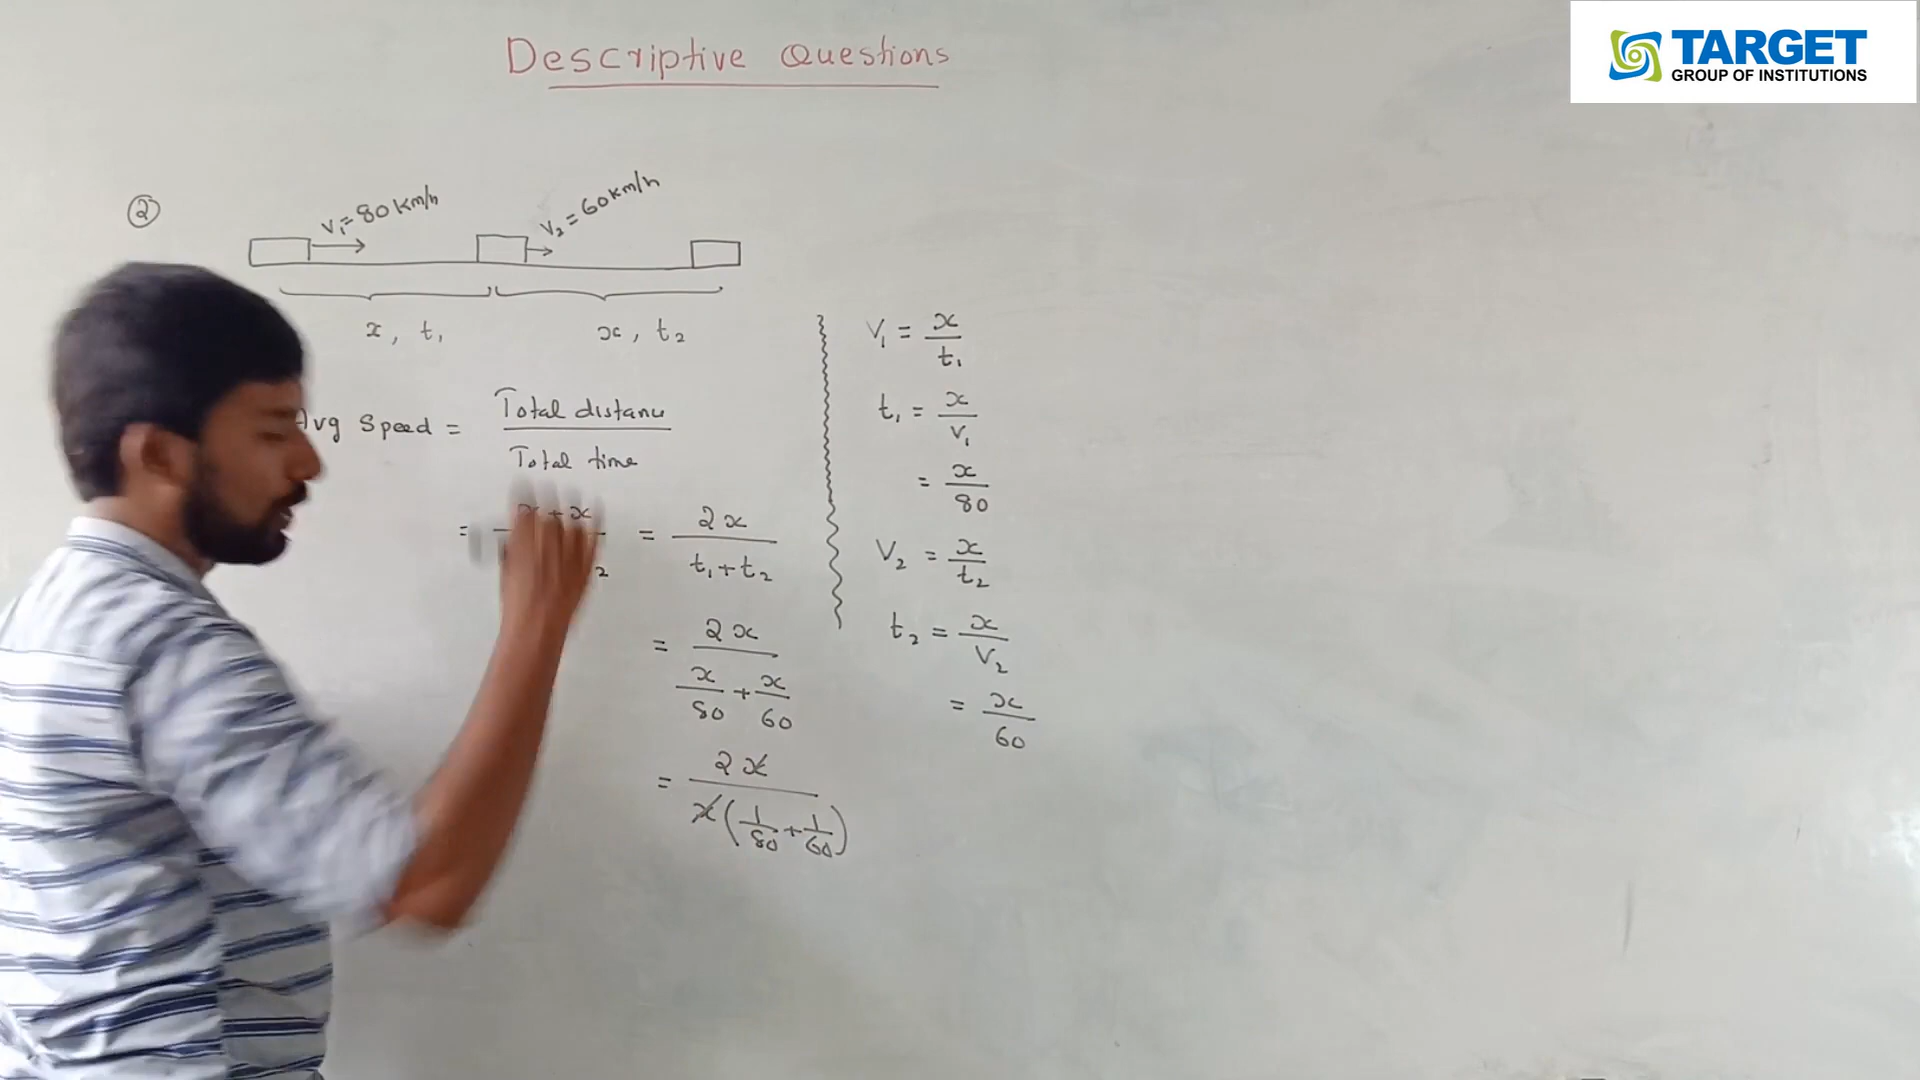 TARGET
GROUP OF INSTITUTIONS
Descriptive Questions
②
V₁ = 80 Km/h
V₂ = 60 Km/h
x , t₁
x , t₂
Avg Speed = Total distance / Total time
= x + x / 2 = 2x / t₁ + t₂
= 2x / x/80 + x/60
= 2x / x(1/80 + 1/60)
V₁ = x / t₁
t₁ = x / V₁
= x / 80
V₂ = x / t₂
t₂ = x / V₂
= x / 60